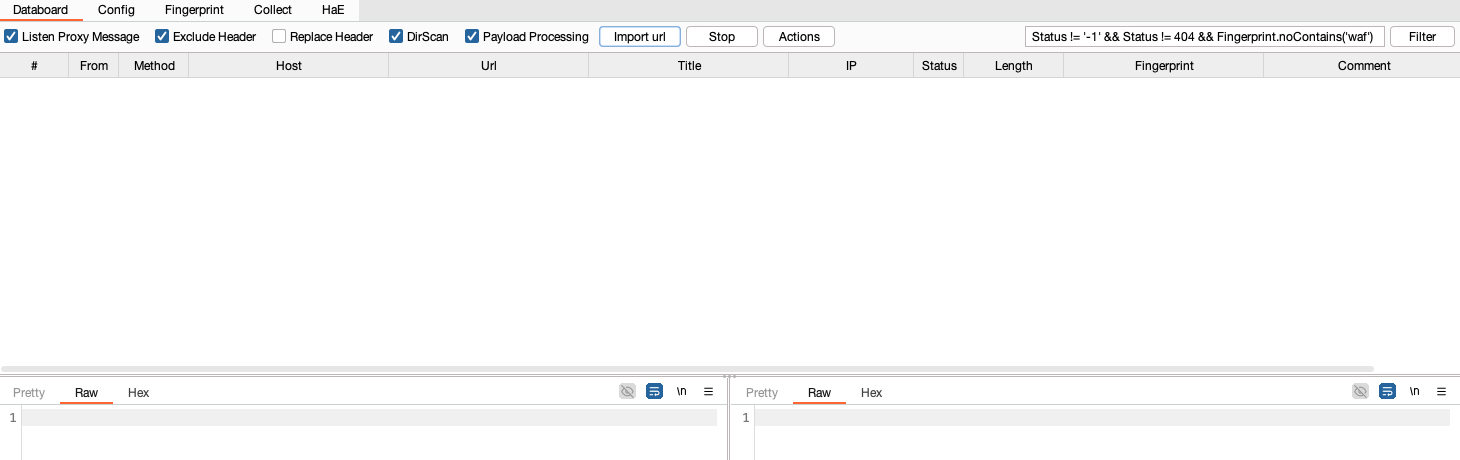 Databoard Config Fingerprint Collect HaE
Listen Proxy Message Exclude Header Replace Header DirScan Payload Processing Import url Stop Actions Status != '-1' && Status != 404 && Fingerprint.noContains('waf') Filter
# From Method Host Url Title IP Status Length Fingerprint Comment
Pretty Raw Hex \n Pretty Raw Hex \n
1 1